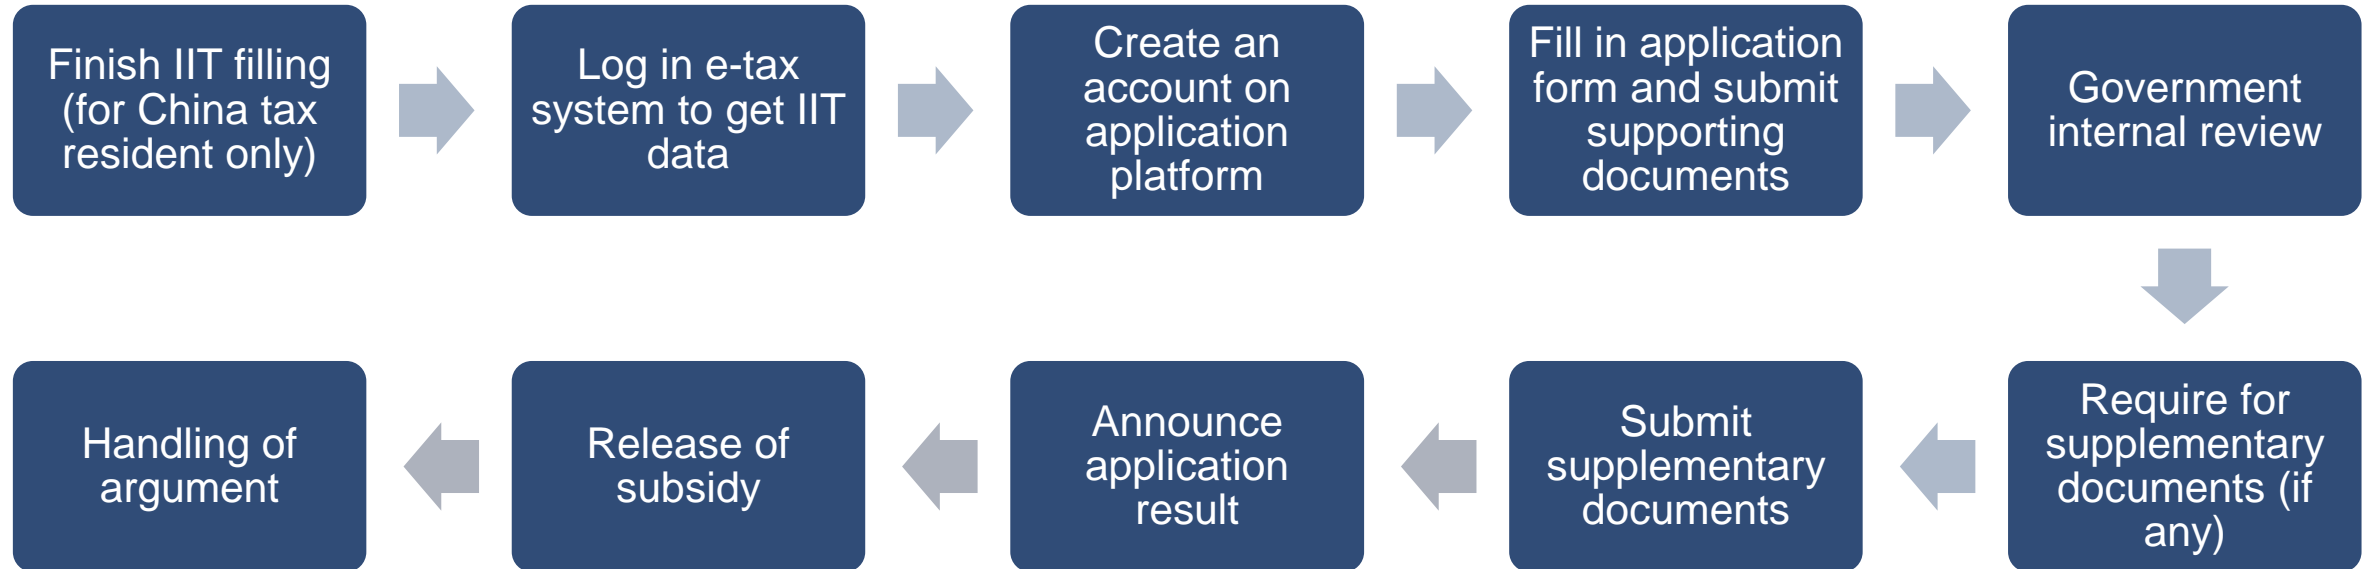 Finish IIT filling
(for China tax
resident only)
Log in e-tax
system to get IIT
data
Create an
account on
application
platform
Fill in application
form and submit
supporting
documents
Government
internal review
Require for
supplementary
documents (if
any)
Submit
supplementary
documents
Announce
application
result
Release of
subsidy
Handling of
argument